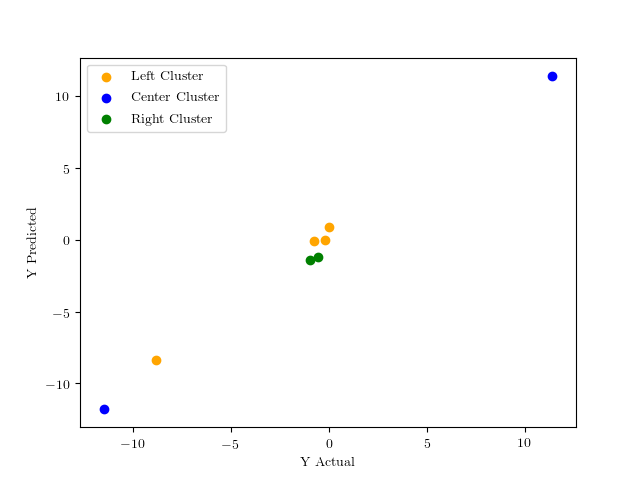 Left Cluster
Center Cluster
Right Cluster
10
5
0
−5
−10
Y Predicted
−10
−5
0
5
10
Y Actual